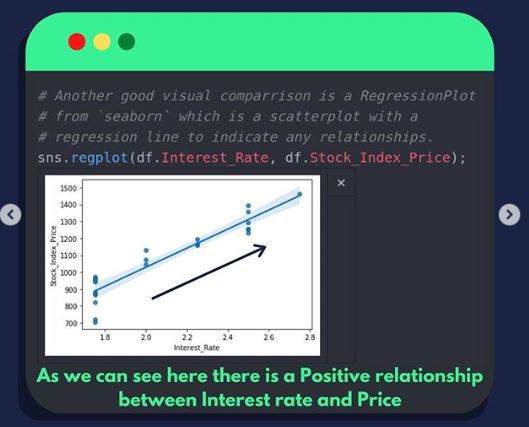 # Another good visual comparrison is a RegressionPlot
# from `seaborn` which is a scatterplot with a
# regression line to indicate any relationships.
sns.regplot(df.Interest_Rate, df.Stock_Index_Price);
1500
1400
1300
1200
1100
1000
900
800
700
Stock_Index_Price
1.8 2.0 2.2 2.4 2.6 2.8
Interest_Rate
As we can see here there is a Positive relationship
between Interest rate and Price